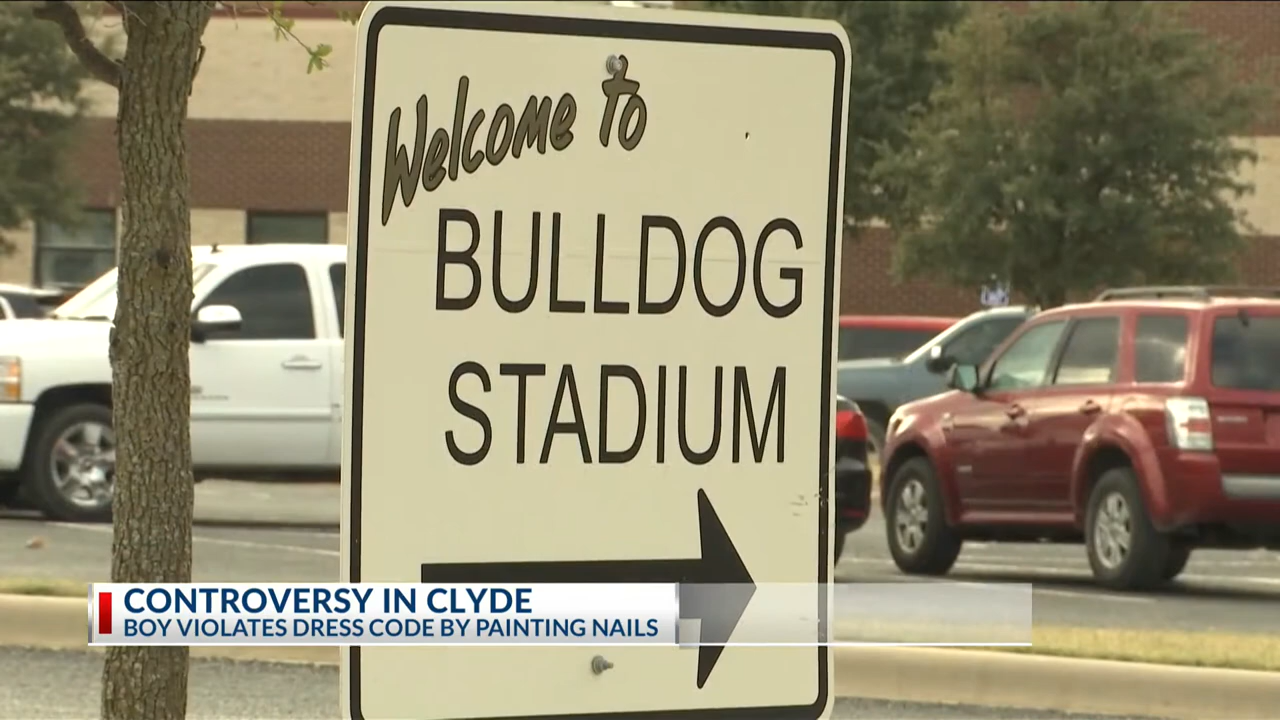 Welcome to
BULLDOG
STADIUM
CONTROVERSY IN CLYDE
BOY VIOLATES DRESS CODE BY PAINTING NAILS